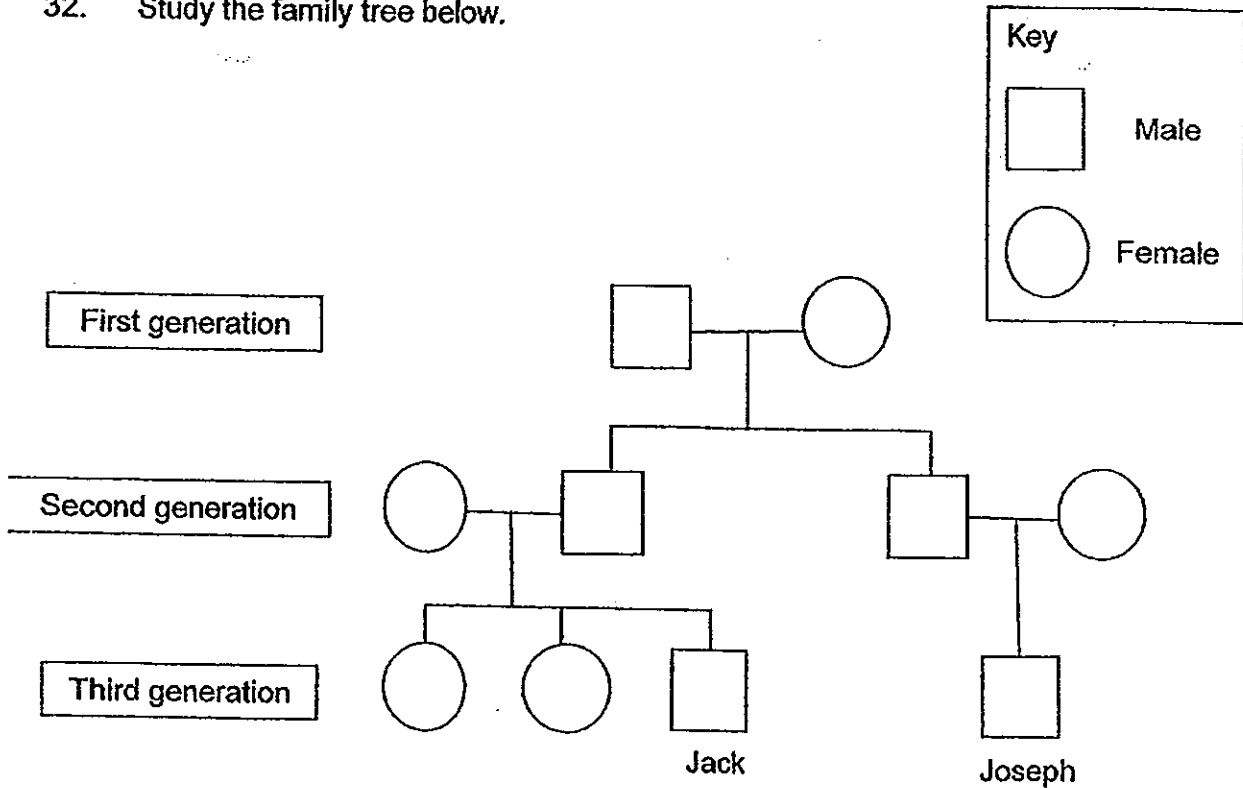 32. Study the family tree below.
Key
Male
Female
First generation
Second generation
Third generation
Jack
Joseph